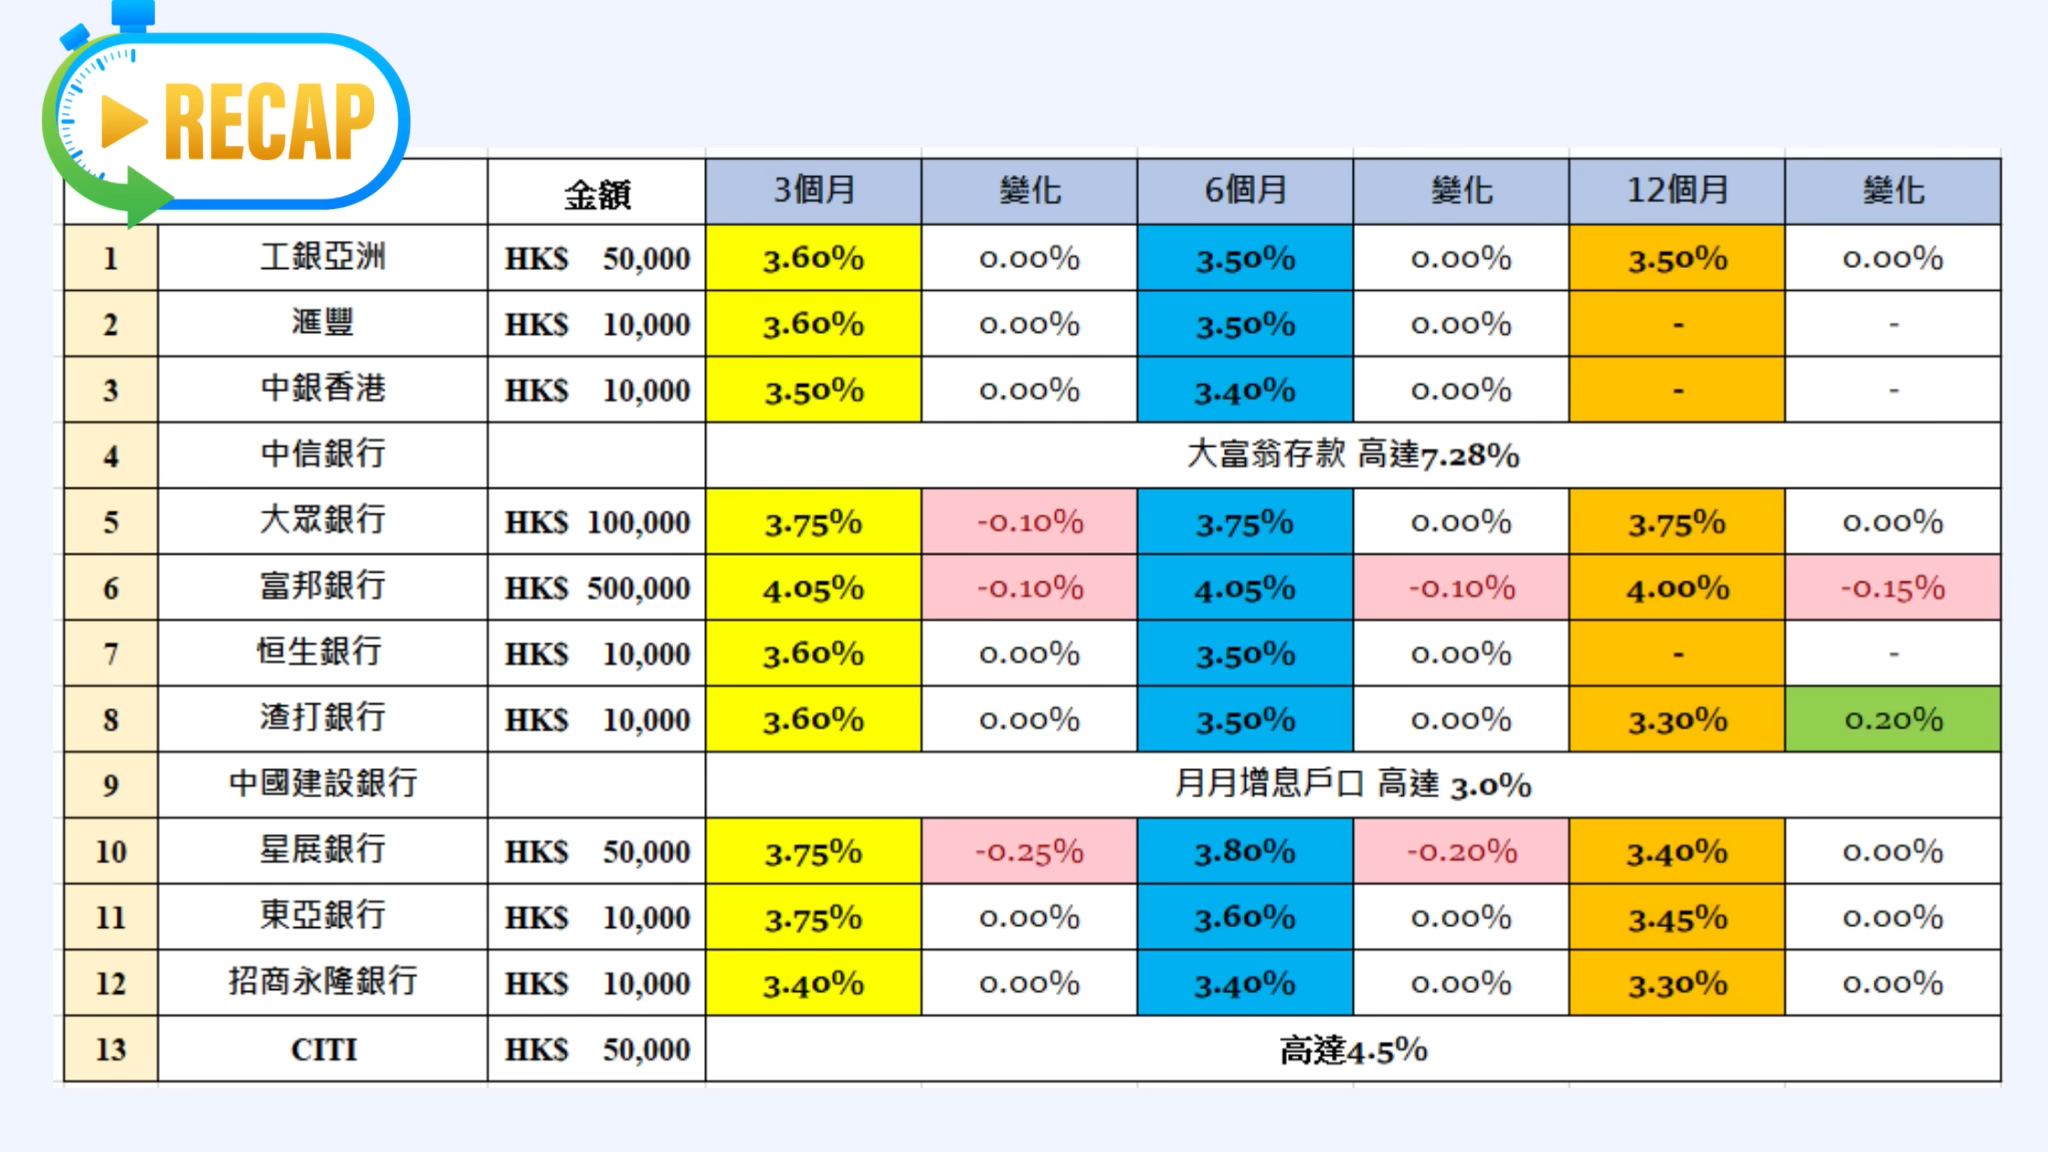 RECAP
金額 3個月 變化 6個月 變化 12個月 變化
1 工銀亞洲 HK$ 50,000 3.60% 0.00% 3.50% 0.00% 3.50% 0.00%
2 滙豐 HK$ 10,000 3.60% 0.00% 3.50% 0.00% - -
3 中銀香港 HK$ 10,000 3.50% 0.00% 3.40% 0.00% - -
4 中信銀行 大富翁存款 高達7.28%
5 大眾銀行 HK$ 100,000 3.75% -0.10% 3.75% 0.00% 3.75% 0.00%
6 富邦銀行 HK$ 500,000 4.05% -0.10% 4.05% -0.10% 4.00% -0.15%
7 恒生銀行 HK$ 10,000 3.60% 0.00% 3.50% 0.00% - -
8 渣打銀行 HK$ 10,000 3.60% 0.00% 3.50% 0.00% 3.30% 0.20%
9 中國建設銀行 月月增息戶口 高達 3.0%
10 星展銀行 HK$ 50,000 3.75% -0.25% 3.80% -0.20% 3.40% 0.00%
11 東亞銀行 HK$ 10,000 3.75% 0.00% 3.60% 0.00% 3.45% 0.00%
12 招商永隆銀行 HK$ 10,000 3.40% 0.00% 3.40% 0.00% 3.30% 0.00%
13 CITI HK$ 50,000 高達4.5%